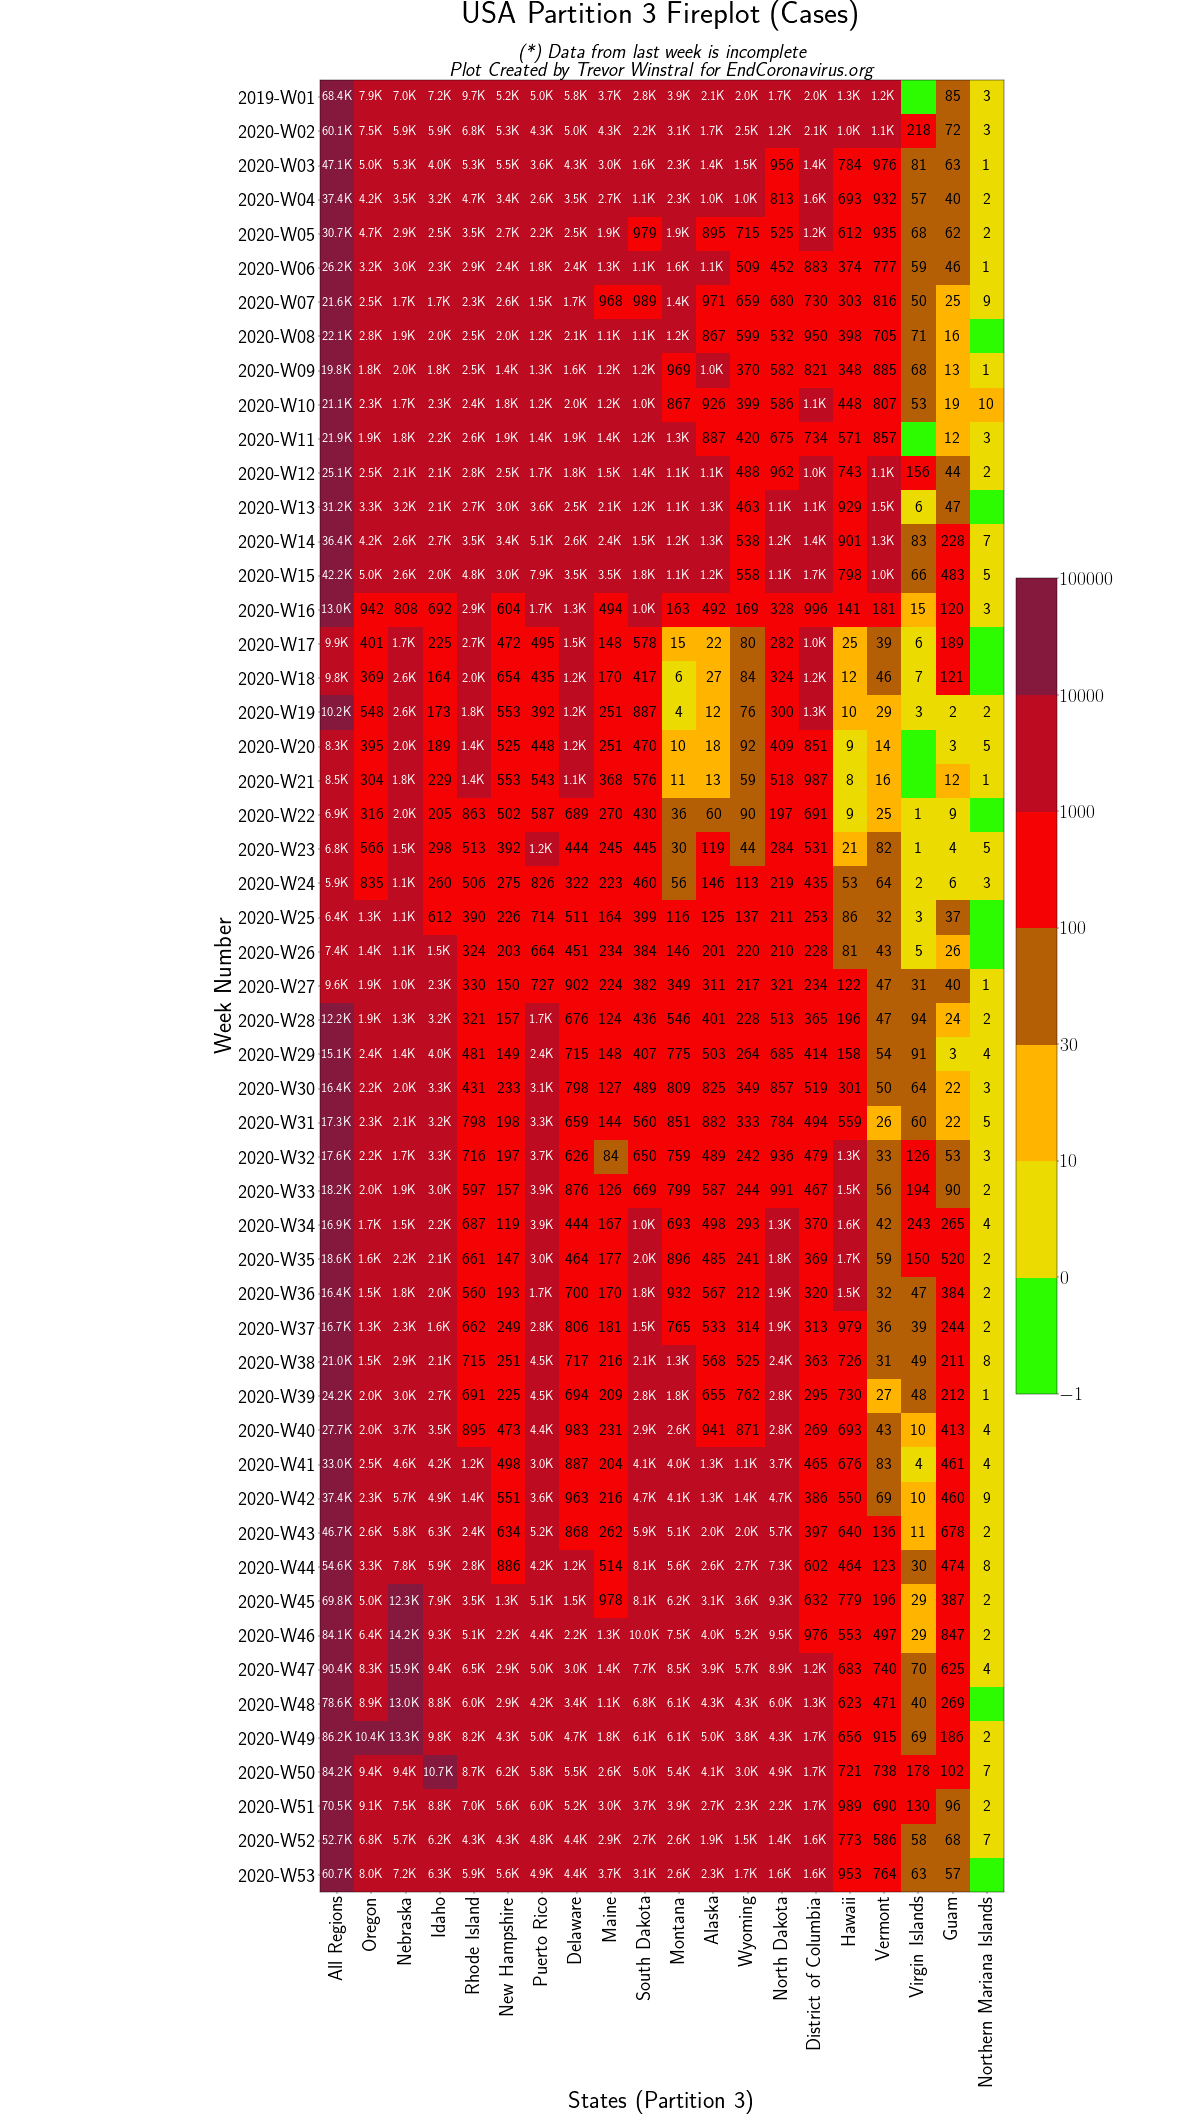 USA Partition 3 Fireplot (Cases)
(*) Data from last week is incomplete
Plot Created by Trevor Winstral for EndCoronavirus.org
2019-W01 68.4K 7.9K 7.0K 7.2K 9.7K 5.2K 5.0K 5.8K 3.7K 2.8K 3.9K 2.1K 2.0K 1.7K 2.0K 1.3K 1.2K 85 3
2020-W02 60.1K 7.5K 5.9K 5.9K 6.8K 5.3K 4.3K 5.0K 4.3K 2.2K 3.1K 1.7K 2.5K 1.2K 2.1K 1.0K 1.1K 218 72 3
2020-W03 47.1K 5.0K 5.3K 4.0K 5.3K 5.5K 3.6K 4.3K 3.0K 1.6K 2.3K 1.4K 1.5K 956 1.4K 784 976 81 63 1
2020-W04 37.4K 4.2K 3.5K 3.2K 4.7K 3.4K 2.6K 3.5K 2.7K 1.1K 2.3K 1.0K 1.0K 813 1.6K 693 932 57 40 2
2020-W05 30.7K 4.7K 2.9K 2.5K 3.5K 2.7K 2.2K 2.5K 1.9K 979 1.9K 895 715 525 1.2K 612 935 68 62 2
2020-W06 26.2K 3.2K 3.0K 2.3K 2.9K 2.4K 1.8K 2.4K 1.3K 1.1K 1.6K 1.1K 509 452 883 374 777 59 46 1
2020-W07 21.6K 2.5K 1.7K 1.7K 2.3K 2.6K 1.5K 1.7K 968 989 1.4K 971 659 680 730 303 816 50 25 9
2020-W08 22.1K 2.8K 1.9K 2.0K 2.5K 2.0K 1.2K 2.1K 1.1K 1.1K 1.2K 867 599 532 950 398 705 71 16
2020-W09 19.8K 1.8K 2.0K 1.8K 2.5K 1.4K 1.3K 1.6K 1.2K 1.2K 969 1.0K 370 582 821 348 885 68 13 1
2020-W10 21.1K 2.3K 1.7K 2.3K 2.4K 1.8K 1.2K 2.0K 1.2K 1.0K 867 926 399 586 1.1K 448 807 53 19 10
2020-W11 21.9K 1.9K 1.8K 2.2K 2.6K 1.9K 1.4K 1.9K 1.4K 1.2K 1.3K 887 420 675 734 571 857 12 3
2020-W12 25.1K 2.5K 2.1K 2.1K 2.8K 2.5K 1.7K 1.8K 1.5K 1.4K 1.1K 1.1K 488 962 1.0K 743 1.1K 156 44 2
2020-W13 31.2K 3.3K 3.2K 2.1K 2.7K 3.0K 3.6K 2.5K 2.1K 1.2K 1.1K 1.3K 463 1.1K 1.1K 929 1.5K 6 47
2020-W14 36.4K 4.2K 2.6K 2.7K 3.5K 3.4K 5.1K 2.6K 2.4K 1.5K 1.2K 1.3K 538 1.2K 1.4K 901 1.3K 83 228 7
2020-W15 42.2K 5.0K 2.6K 2.0K 4.8K 3.0K 7.9K 3.5K 3.5K 1.8K 1.1K 1.2K 558 1.1K 1.7K 798 1.0K 66 483 5
2020-W16 13.0K 942 808 692 2.9K 604 1.7K 1.3K 494 1.0K 163 492 169 328 996 141 181 15 120 3
2020-W17 9.9K 401 1.7K 225 2.7K 472 495 1.5K 148 578 15 22 80 282 1.0K 25 39 6 189
2020-W18 9.8K 369 2.6K 164 2.0K 654 435 1.2K 170 417 6 27 84 324 1.2K 12 46 7 121
2020-W19 10.2K 548 2.6K 173 1.8K 553 392 1.2K 251 887 4 12 76 300 1.3K 10 29 3 2 2
2020-W20 8.3K 395 2.0K 189 1.4K 525 448 1.2K 251 470 10 18 92 409 851 9 14 3 5
2020-W21 8.5K 304 1.8K 229 1.4K 553 543 1.1K 368 576 11 13 59 518 987 8 16 12 1
2020-W22 6.9K 316 2.0K 205 863 502 587 689 270 430 36 60 90 197 691 9 25 1 9
2020-W23 6.8K 566 1.5K 298 513 392 1.2K 444 245 445 30 119 44 284 531 21 82 1 4 5
2020-W24 5.9K 835 1.1K 260 506 275 826 322 223 460 56 146 113 219 435 53 64 2 6 3
2020-W25 6.4K 1.3K 1.1K 612 390 226 714 511 164 399 116 125 137 211 253 86 32 3 37
2020-W26 7.4K 1.4K 1.1K 1.5K 324 203 664 451 234 384 146 201 220 210 228 81 43 5 26
2020-W27 9.6K 1.9K 1.0K 2.3K 330 150 727 902 224 382 349 311 217 321 234 122 47 31 40 1
2020-W28 12.2K 1.9K 1.3K 3.2K 321 157 1.7K 676 124 436 546 401 228 513 365 196 47 94 24 2
2020-W29 15.1K 2.4K 1.4K 4.0K 481 149 2.4K 715 148 407 775 503 264 685 414 158 54 91 3 4
2020-W30 16.4K 2.2K 2.0K 3.3K 431 233 3.1K 798 127 489 809 825 349 857 519 301 50 64 22 3
2020-W31 17.3K 2.3K 2.1K 3.2K 798 198 3.3K 659 144 560 851 882 333 784 494 559 26 60 22 5
2020-W32 17.6K 2.2K 1.7K 3.3K 716 197 3.7K 626 84 650 759 489 242 936 479 1.3K 33 126 53 3
2020-W33 18.2K 2.0K 1.9K 3.0K 597 157 3.9K 876 126 669 799 587 244 991 467 1.5K 56 194 90 2
2020-W34 16.9K 1.7K 1.5K 2.2K 687 119 3.9K 444 167 1.0K 693 498 293 1.3K 370 1.6K 42 243 265 4
2020-W35 18.6K 1.6K 2.2K 2.1K 661 147 3.0K 464 177 2.0K 896 485 241 1.8K 369 1.7K 59 150 520 2
2020-W36 16.4K 1.5K 1.8K 2.0K 560 193 1.7K 700 170 1.8K 932 567 212 1.9K 320 1.5K 32 47 384 2
2020-W37 16.7K 1.3K 2.3K 1.6K 662 249 2.8K 806 181 1.5K 765 533 314 1.9K 313 979 36 39 244 2
2020-W38 21.0K 1.5K 2.9K 2.1K 715 251 4.5K 717 216 2.1K 1.3K 568 525 2.4K 363 726 31 49 211 8
2020-W39 24.2K 2.0K 3.0K 2.7K 691 225 4.5K 694 209 2.8K 1.8K 655 762 2.8K 295 730 27 48 212 1
2020-W40 27.7K 2.0K 3.7K 3.5K 895 473 4.4K 983 231 2.9K 2.6K 941 871 2.8K 269 693 43 10 413 4
2020-W41 33.0K 2.5K 4.6K 4.2K 1.2K 498 3.0K 887 204 4.1K 4.0K 1.3K 1.1K 3.7K 465 676 83 4 461 4
2020-W42 37.4K 2.3K 5.7K 4.9K 1.4K 551 3.6K 963 216 4.7K 4.1K 1.3K 1.4K 4.7K 386 550 69 10 460 9
2020-W43 46.7K 2.6K 5.8K 6.3K 2.4K 634 5.2K 868 262 5.9K 5.1K 2.0K 2.0K 5.7K 397 640 136 11 678 2
2020-W44 54.6K 3.3K 7.8K 5.9K 2.8K 886 4.2K 1.2K 514 8.1K 5.6K 2.6K 2.7K 7.3K 602 464 123 30 474 8
2020-W45 69.8K 5.0K 12.3K 7.9K 3.5K 1.3K 5.1K 1.5K 978 8.1K 6.2K 3.1K 3.6K 9.3K 632 779 196 29 387 2
2020-W46 84.1K 6.4K 14.2K 9.3K 5.1K 2.2K 4.4K 2.2K 1.3K 10.0K 7.5K 4.0K 5.2K 9.5K 976 553 497 29 847 2
2020-W47 90.4K 8.3K 15.9K 9.4K 6.5K 2.9K 5.0K 3.0K 1.4K 7.7K 8.5K 3.9K 5.7K 8.9K 1.2K 683 740 70 625 4
2020-W48 78.6K 8.9K 13.0K 8.8K 6.0K 2.9K 4.2K 3.4K 1.1K 6.8K 6.1K 4.3K 4.3K 6.0K 1.3K 623 471 40 269
2020-W49 86.2K 10.4K 13.3K 9.8K 8.2K 4.3K 5.0K 4.7K 1.8K 6.1K 6.1K 5.0K 3.8K 4.3K 1.7K 656 915 69 186 2
2020-W50 84.2K 9.4K 9.4K 10.7K 8.7K 6.2K 5.8K 5.5K 2.6K 5.0K 5.4K 4.1K 3.0K 4.9K 1.7K 721 738 178 102 7
2020-W51 70.5K 9.1K 7.5K 8.8K 7.0K 5.6K 6.0K 5.2K 3.0K 3.7K 3.9K 2.7K 2.3K 2.2K 1.7K 989 690 130 96 2
2020-W52 52.7K 6.8K 5.7K 6.2K 4.3K 4.3K 4.8K 4.4K 2.9K 2.7K 2.6K 1.9K 1.5K 1.4K 1.6K 773 586 58 68 7
2020-W53 60.7K 8.0K 7.2K 6.3K 5.9K 5.6K 4.9K 4.4K 3.7K 3.1K 2.6K 2.3K 1.7K 1.6K 1.6K 953 764 63 57
Week Number
All Regions
Oregon
Nebraska
Idaho
Rhode Island
New Hampshire
Puerto Rico
Delaware
Maine
South Dakota
Montana
Alaska
Wyoming
North Dakota
District of Columbia
Hawaii
Vermont
Virgin Islands
Guam
Northern Mariana Islands
States (Partition 3)
100000
10000
1000
100
30
10
0
−1